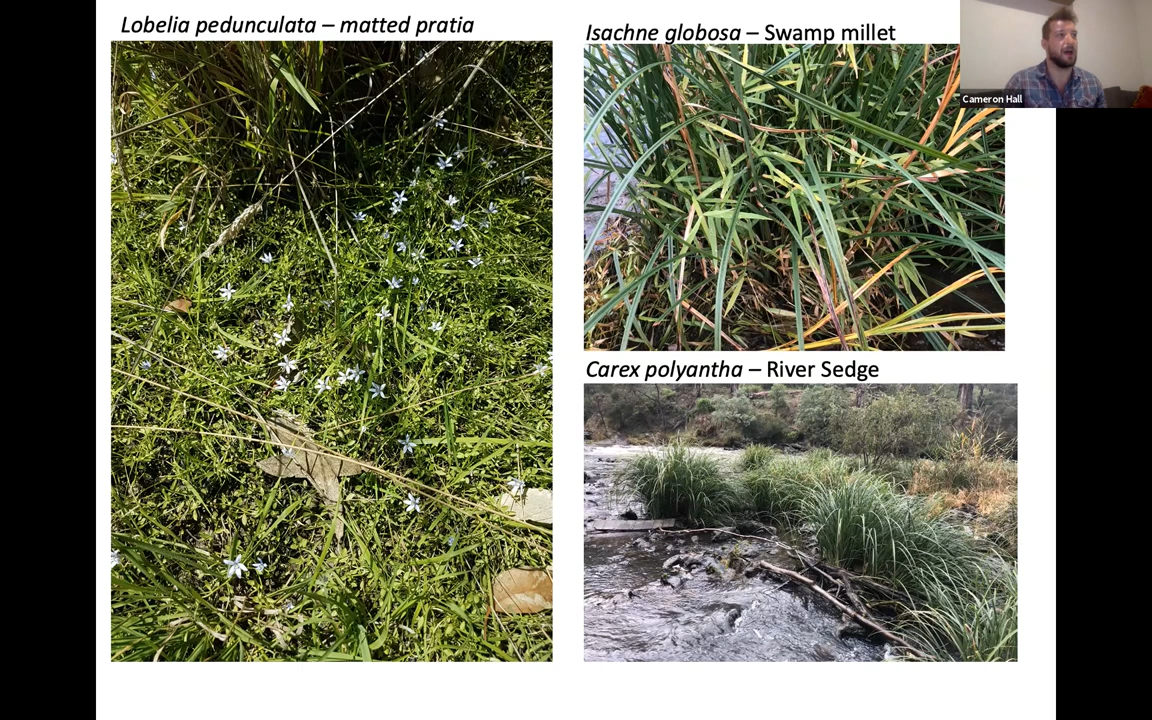 Lobelia pedunculata – matted pratia
Isachne globosa – Swamp millet
Cameron Hall
Carex polyantha – River Sedge